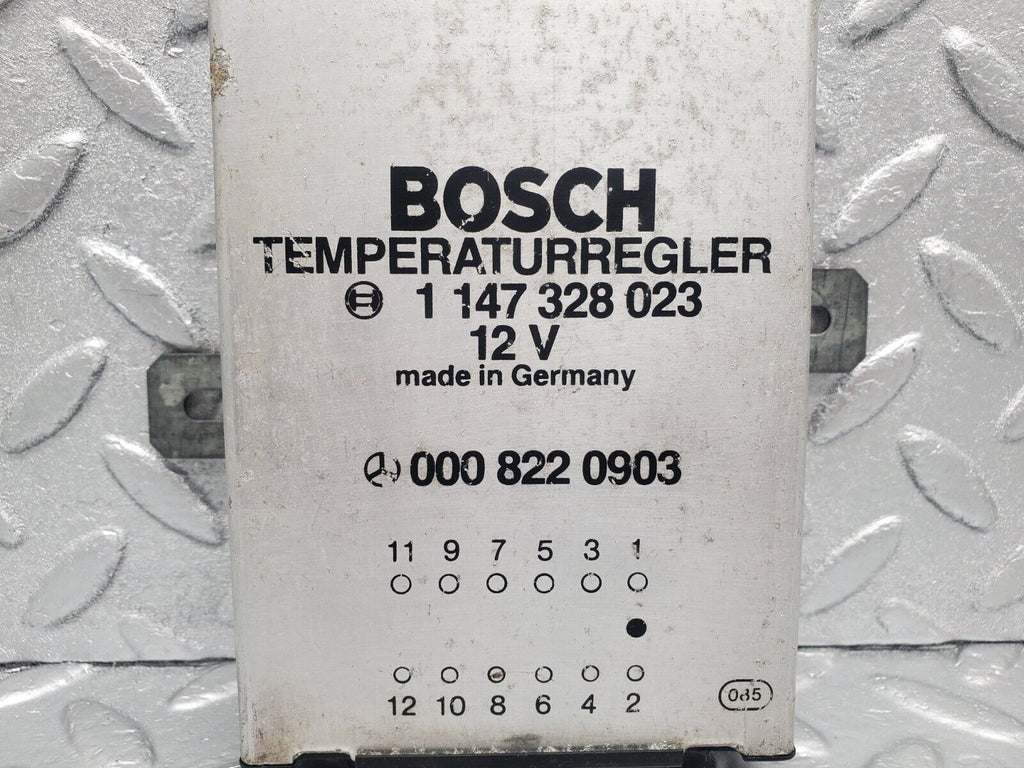 BOSCH
TEMPERATURREGLER
1 147 328 023
12 V
made in Germany
000 822 0903
11 9 7 5 3 1
12 10 8 6 4 2
085